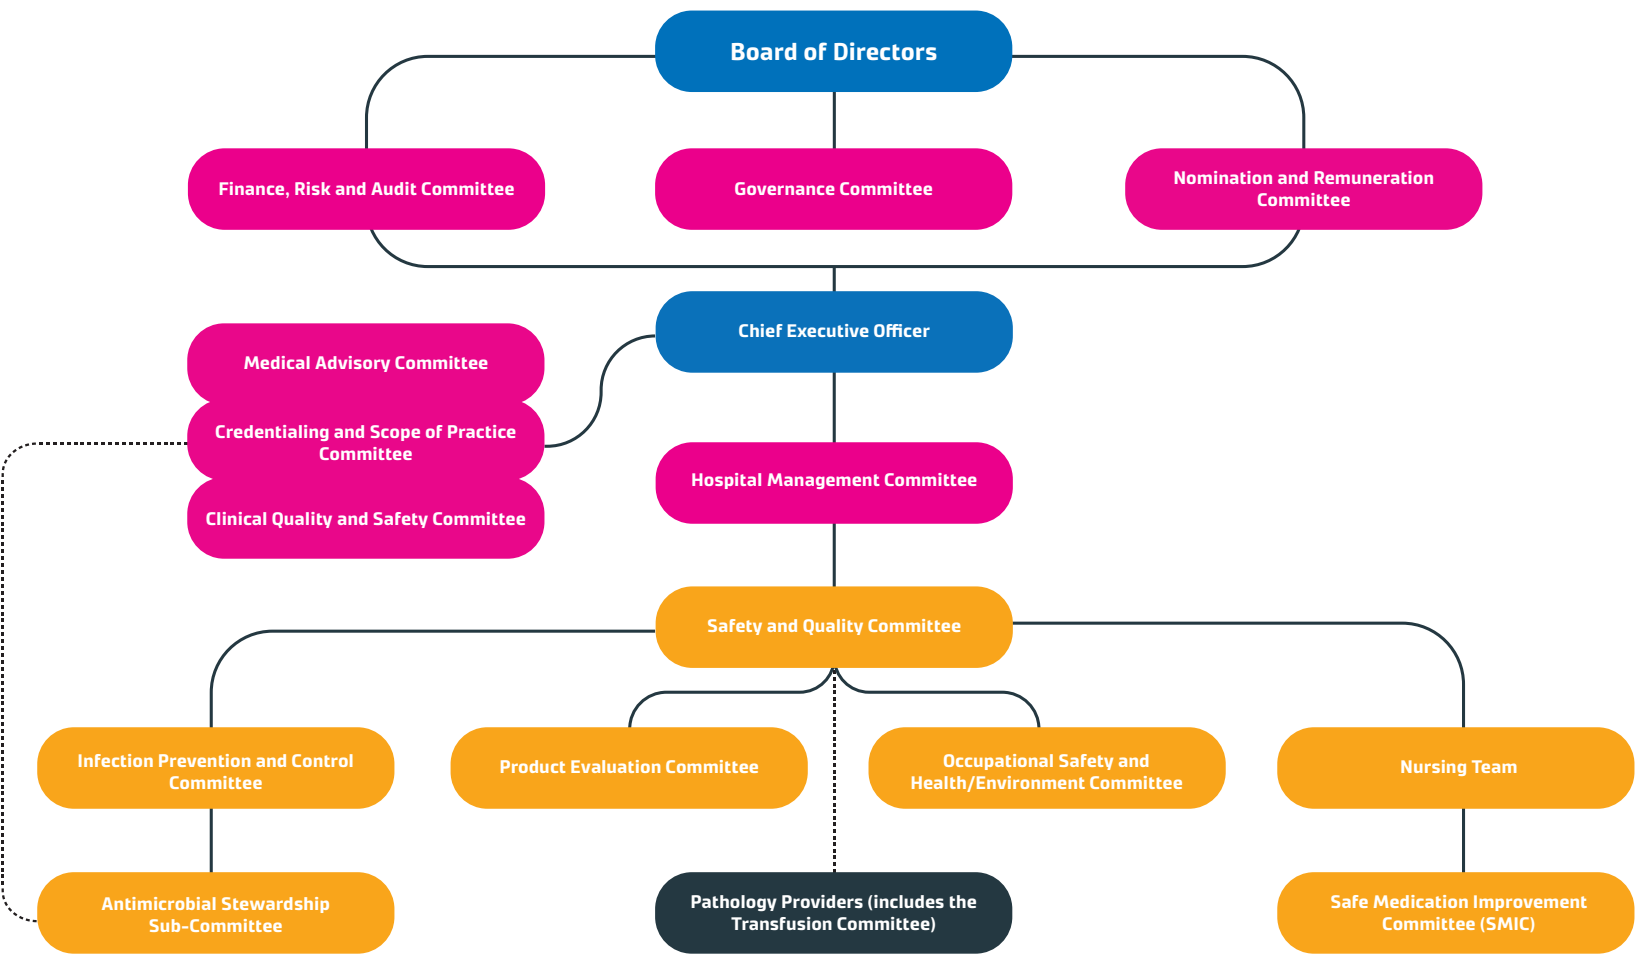 Board of Directors
Finance, Risk and Audit Committee
Governance Committee
Nomination and Remuneration
Committee
Chief Executive Officer
Medical Advisory Committee
Credentialing and Scope of Practice
Committee
Clinical Quality and Safety Committee
Hospital Management Committee
Safety and Quality Committee
Infection Prevention and Control
Committee
Product Evaluation Committee
Occupational Safety and
Health/Environment Committee
Nursing Team
Antimicrobial Stewardship
Sub-Committee
Pathology Providers (includes the
Transfusion Committee)
Safe Medication Improvement
Committee (SMIC)